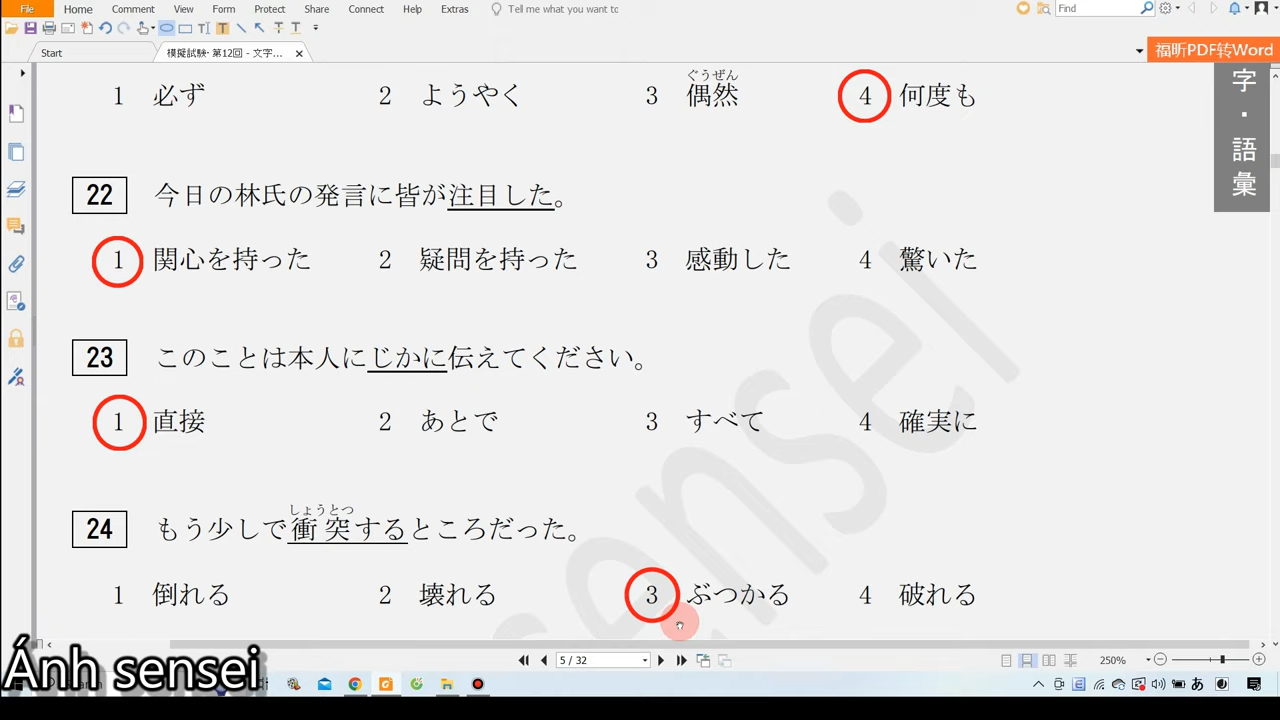 File Home Comment View Form Protect Share Connect Help Extras Tell me what you want to Find
Start 模擬試験・第12回 - 文字...
福昕PDF转Word
字・語彙
ぐうぜん
1 必ず 2 ようやく 3 偶然 4 何度も
22 今日の林氏の発言に皆が注目した。
1 関心を持った 2 疑問を持った 3 感動した 4 驚いた
23 このことは本人にじかに伝えてください。
1 直接 2 あとで 3 すべて 4 確実に
しょうとつ
24 もう少しで衝突するところだった。
1 倒れる 2 壊れる 3 ぶつかる 4 破れる
sensei
5 / 32 250%
Ánh sensei
あ